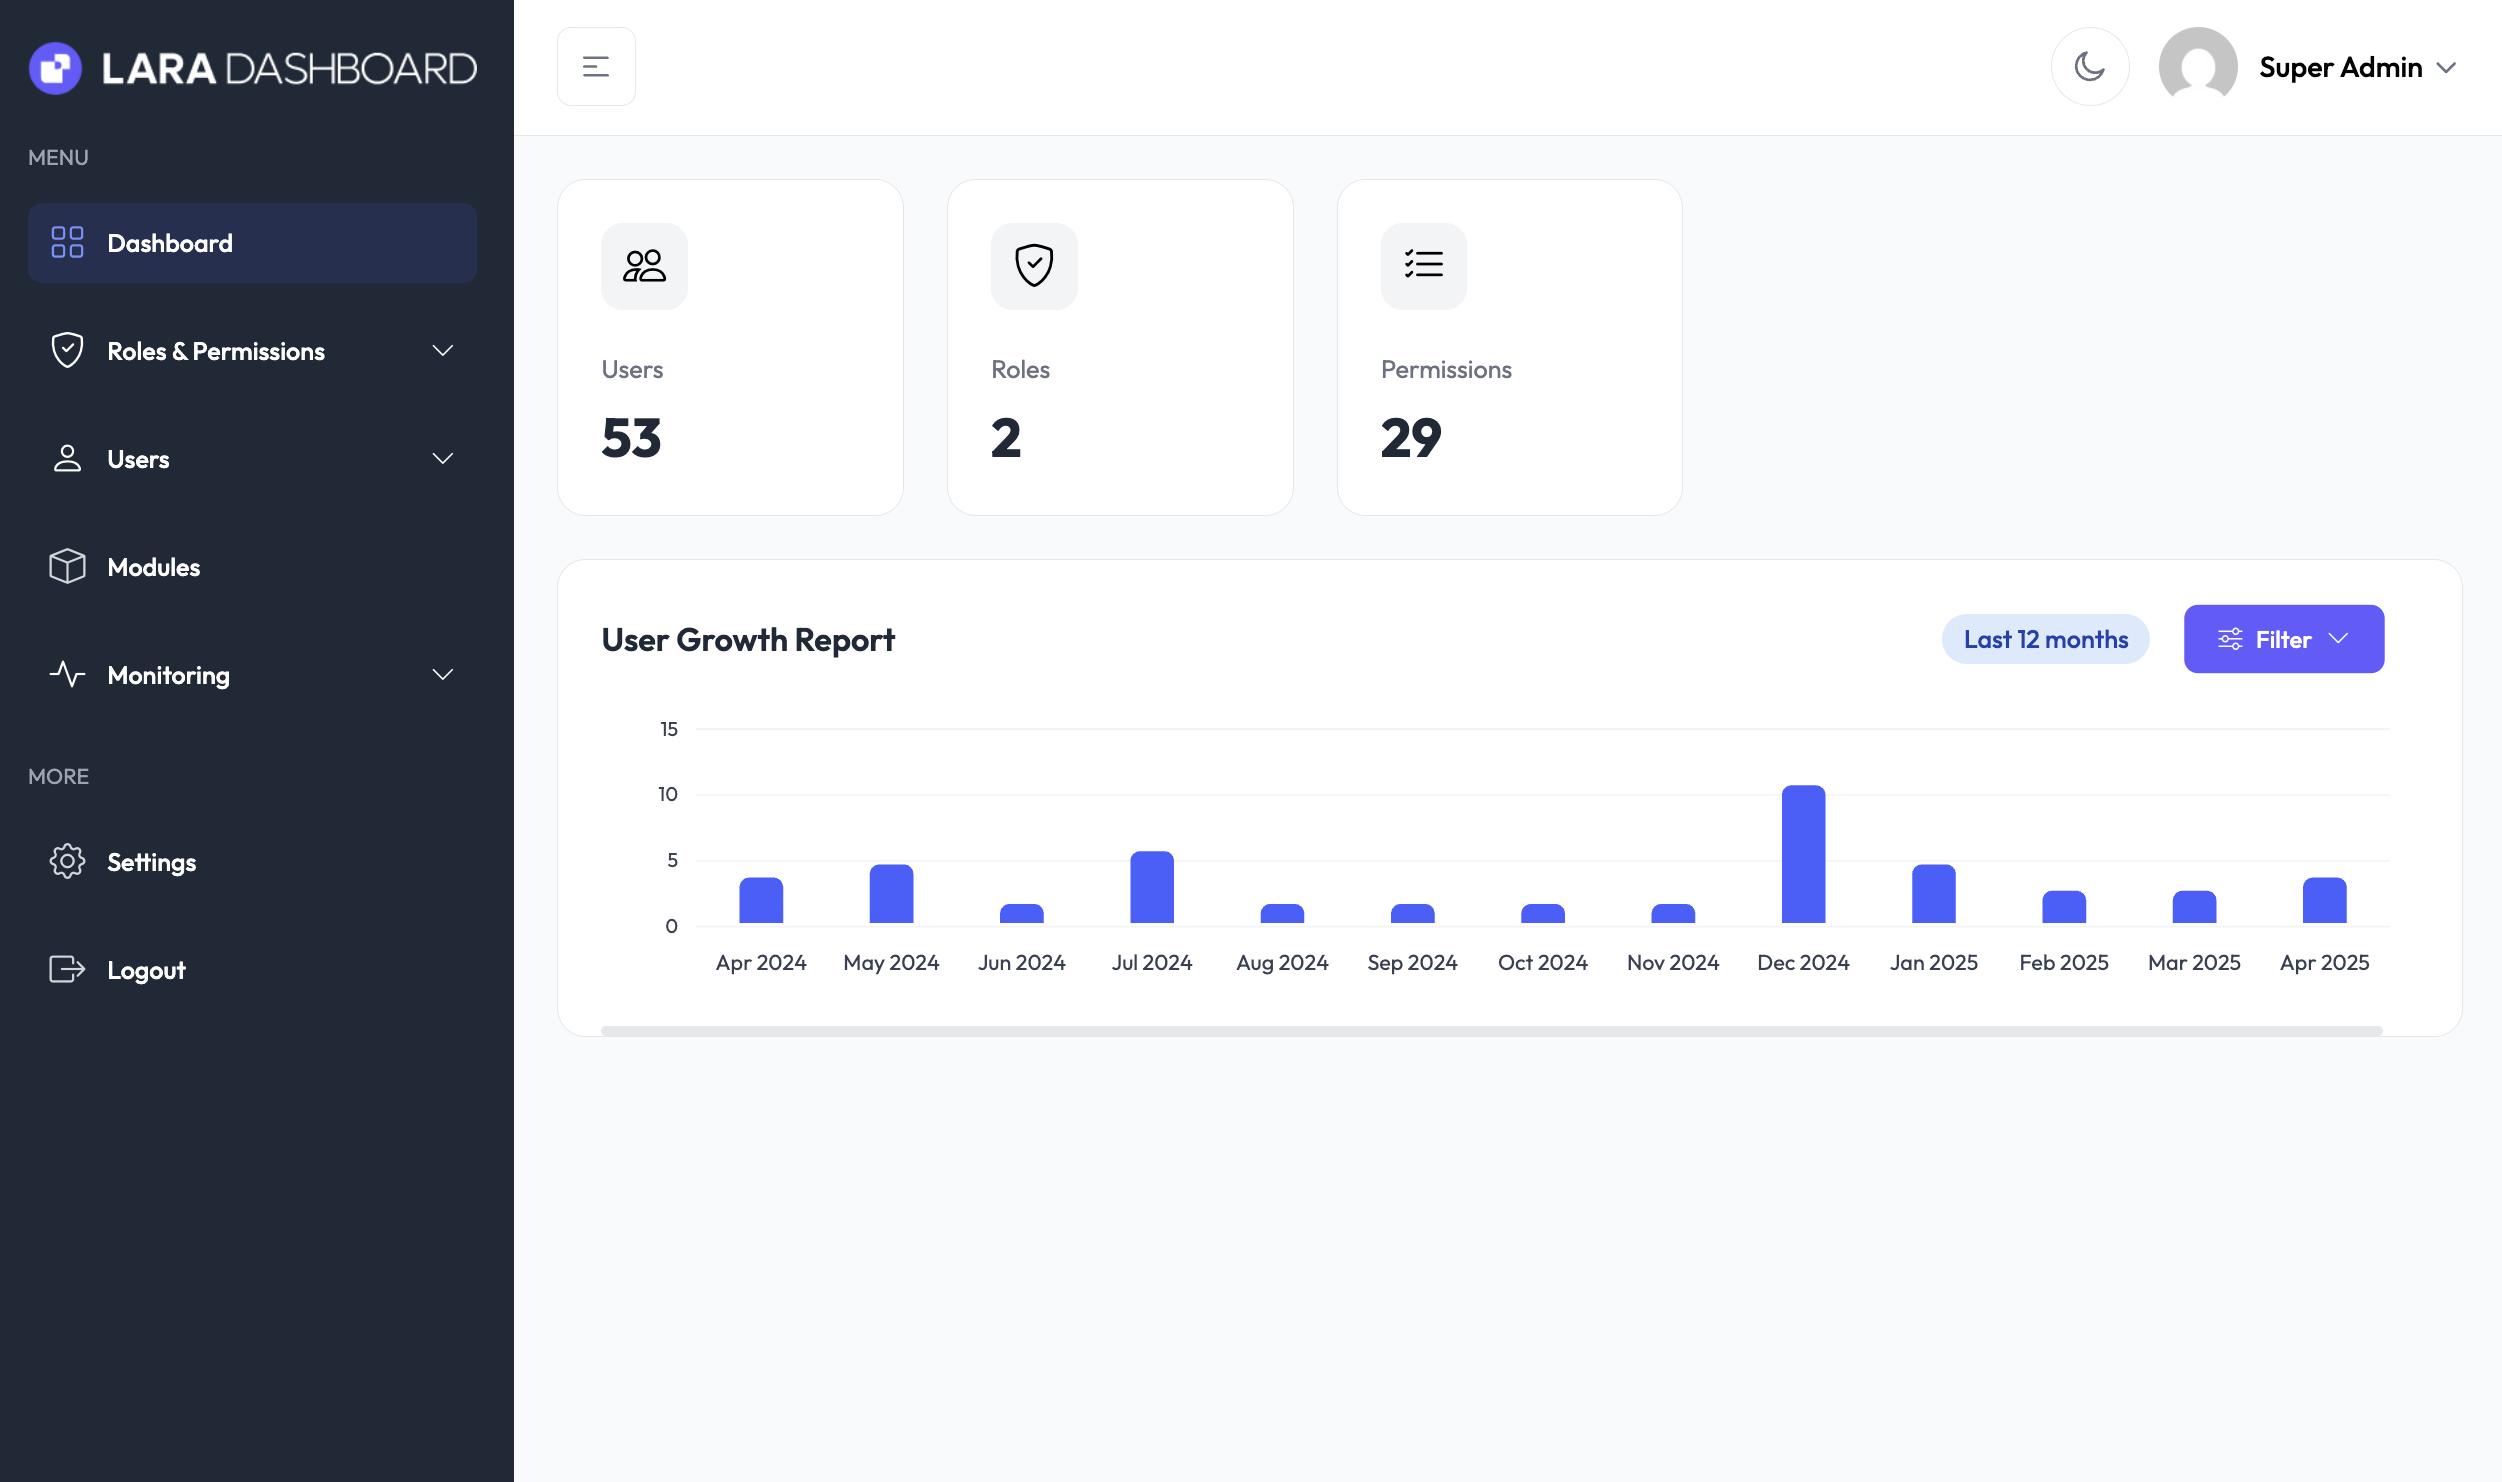 LARA DASHBOARD
MENU
Dashboard
Roles & Permissions
Users
Modules
Monitoring
MORE
Settings
Logout
Super Admin
Users
53
Roles
2
Permissions
29
User Growth Report
Last 12 months
Filter
15
10
5
0
Apr 2024 May 2024 Jun 2024 Jul 2024 Aug 2024 Sep 2024 Oct 2024 Nov 2024 Dec 2024 Jan 2025 Feb 2025 Mar 2025 Apr 2025